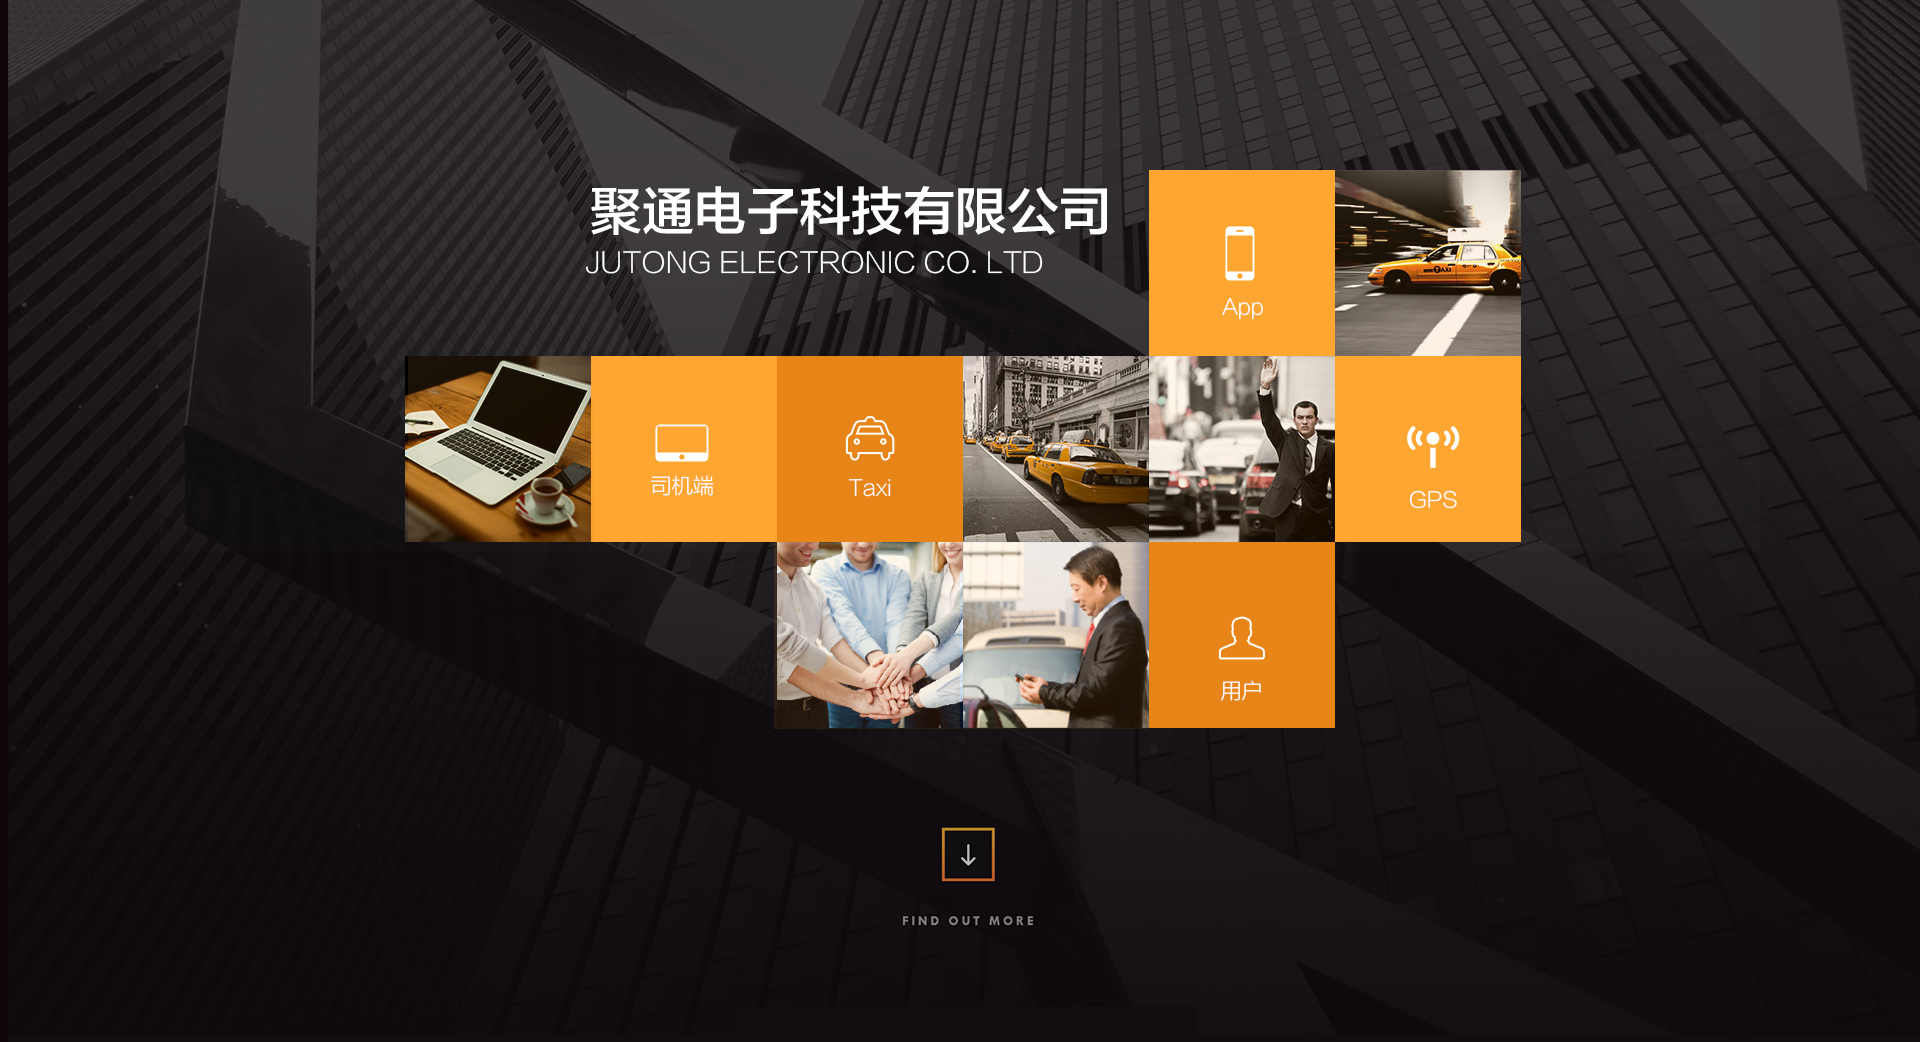 聚通电子科技有限公司
JUTONG ELECTRONIC CO. LTD
App
司机端
Taxi
GPS
用户
FIND OUT MORE